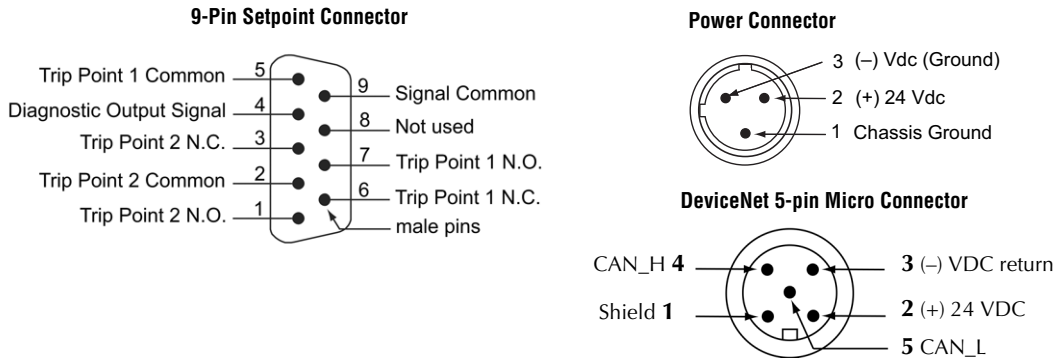 9-Pin Setpoint Connector
Trip Point 1 Common 5
Diagnostic Output Signal 4
Trip Point 2 N.C. 3
Trip Point 2 Common 2
Trip Point 2 N.O. 1
9 Signal Common
8 Not used
7 Trip Point 1 N.O.
6 Trip Point 1 N.C.
male pins
Power Connector
3 (–) Vdc (Ground)
2 (+) 24 Vdc
1 Chassis Ground
DeviceNet 5-pin Micro Connector
CAN_H 4
Shield 1
3 (–) VDC return
2 (+) 24 VDC
5 CAN_L